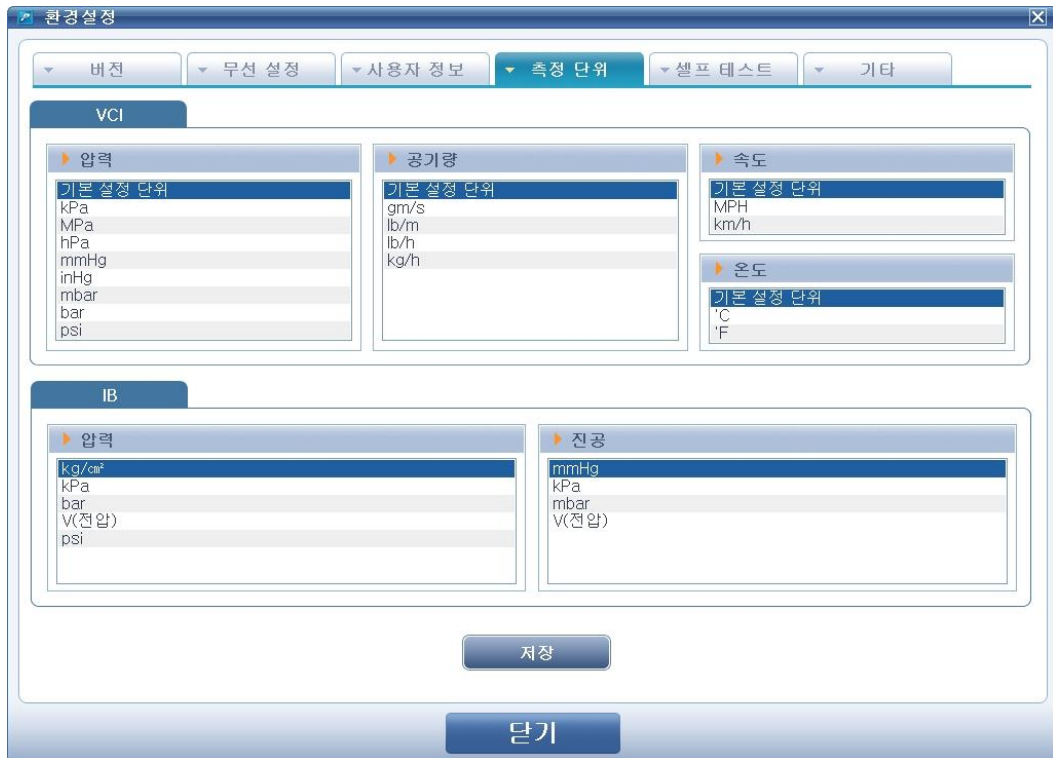 환경설정
버전 무선 설정 사용자 정보 측정 단위 셀프 테스트 기타
VCI
압력
기본 설정 단위
kPa
MPa
hPa
mmHg
inHg
mbar
bar
psi
공기량
기본 설정 단위
gm/s
lb/m
lb/h
kg/h
속도
기본 설정 단위
MPH
km/h
온도
기본 설정 단위
'C
'F
IB
압력
kg/㎠
kPa
bar
V(전압)
psi
진공
mmHg
kPa
mbar
V(전압)
저장
닫기